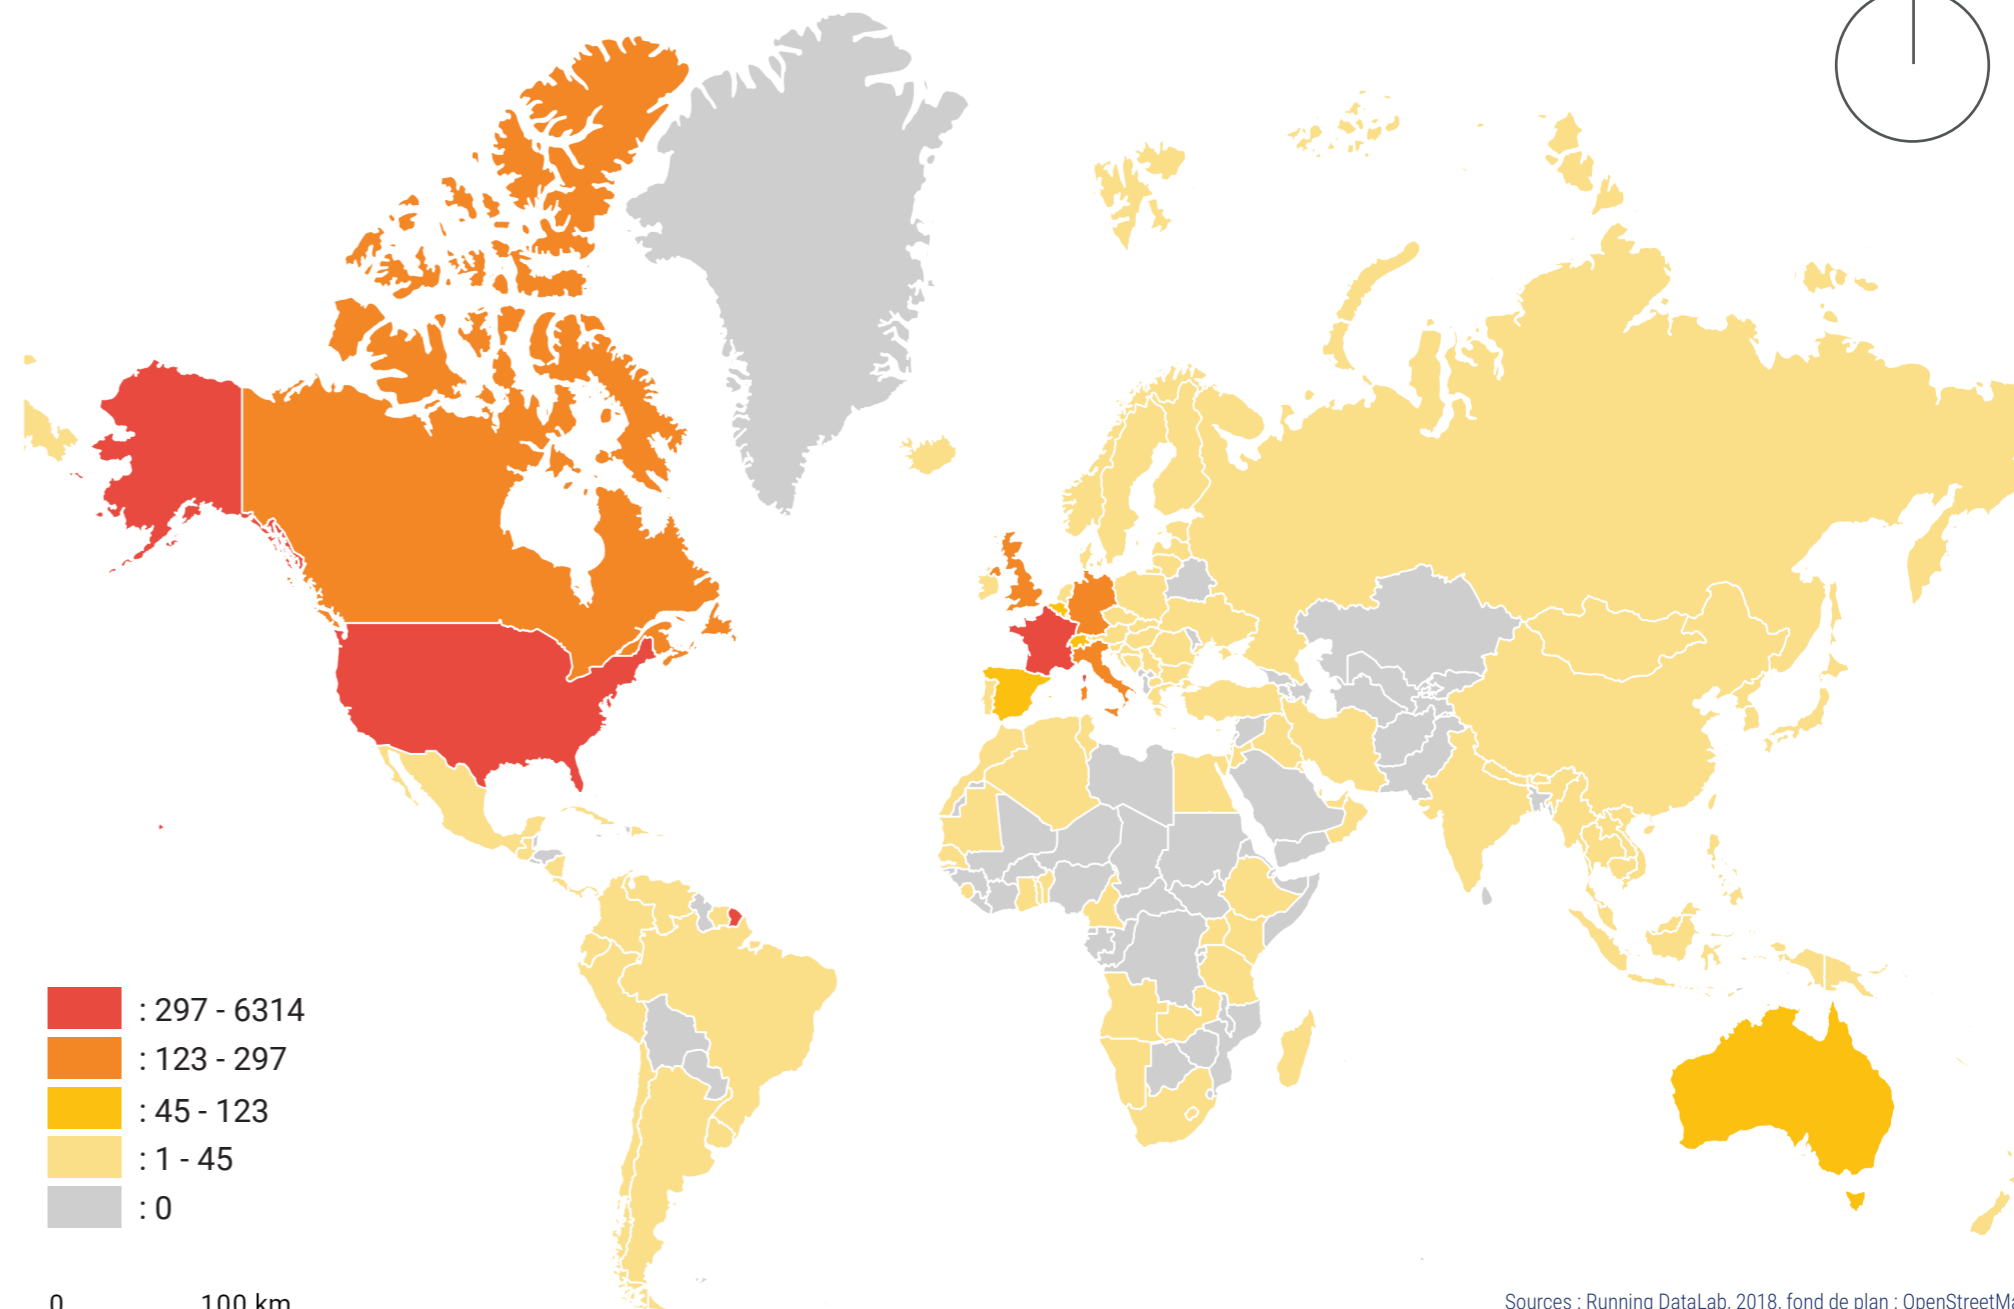 : 297 - 6314
: 123 - 297
: 45 - 123
: 1 - 45
: 0
0 100 km
Sources : Running DataLab, 2018, fond de plan : OpenStreetMa